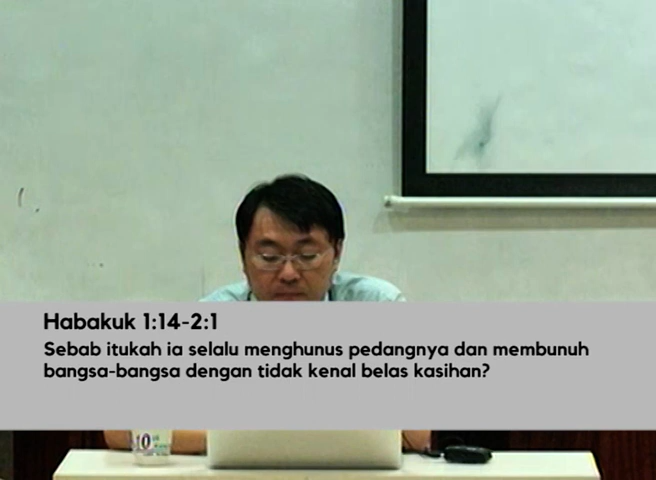 Habakuk 1:14-2:1
Sebab itukah ia selalu menghunus pedangnya dan membunuh
bangsa-bangsa dengan tidak kenal belas kasihan?
10